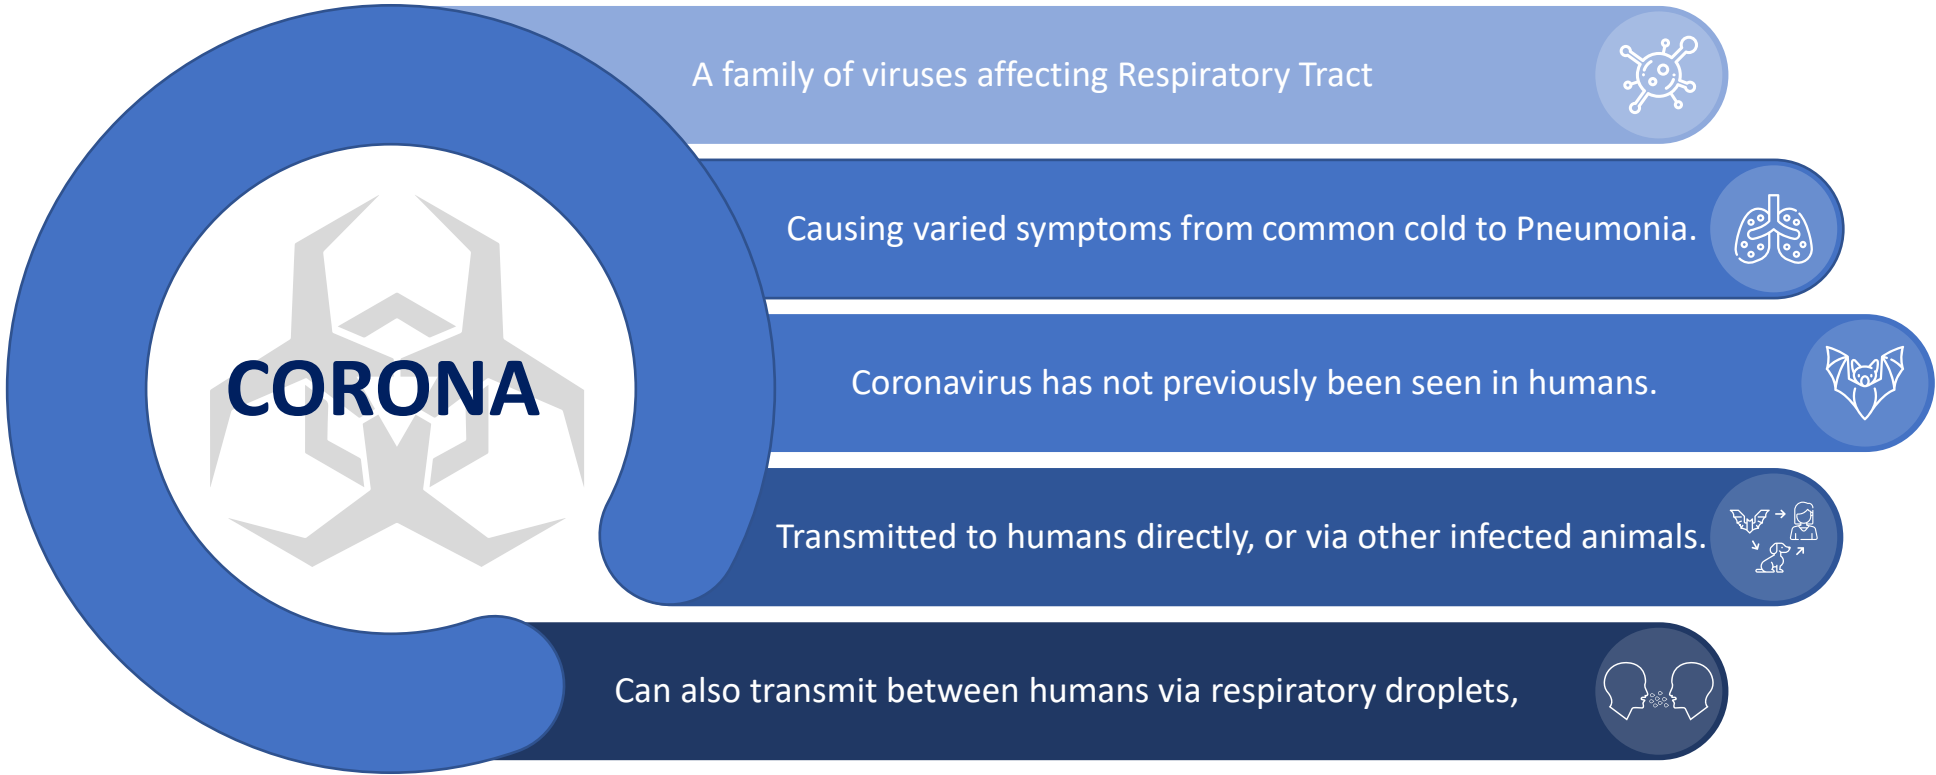 A family of viruses affecting Respiratory Tract
Causing varied symptoms from common cold to Pneumonia.
CORONA
Coronavirus has not previously been seen in humans.
Transmitted to humans directly, or via other infected animals.
Can also transmit between humans via respiratory droplets,